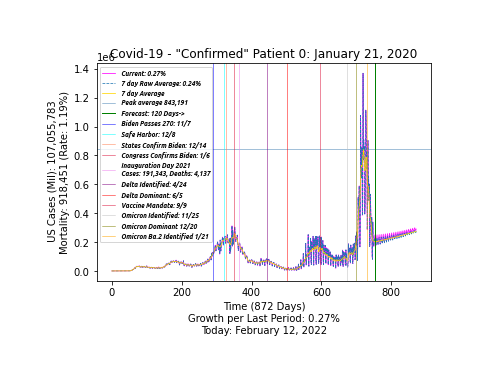 Covid-19 - "Confirmed" Patient 0: January 21, 2020
1e6
Current: 0.27%
7 day Raw Average: 0.24%
7 day Average
Peak average 843,191
Forecast: 120 Days->
Biden Passes 270: 11/7
Safe Harbor: 12/8
States Confirm Biden: 12/14
Congress Confirms Biden: 1/6
Inauguration Day 2021
Cases: 191,343, Deaths: 4,137
Delta Identified: 4/24
Delta Dominant: 6/5
Vaccine Mandate: 9/9
Omicron Identified: 11/25
Omicron Dominant 12/20
Omicron Ba.2 Identified 1/21
1.4
1.2
1.0
0.8
0.6
0.4
0.2
0.0
US Cases (Mil): 107,055,783
Mortality: 918,451 (Rate: 1.19%)
0 200 400 600 800
Time (872 Days)
Growth per Last Period: 0.27%
Today: February 12, 2022